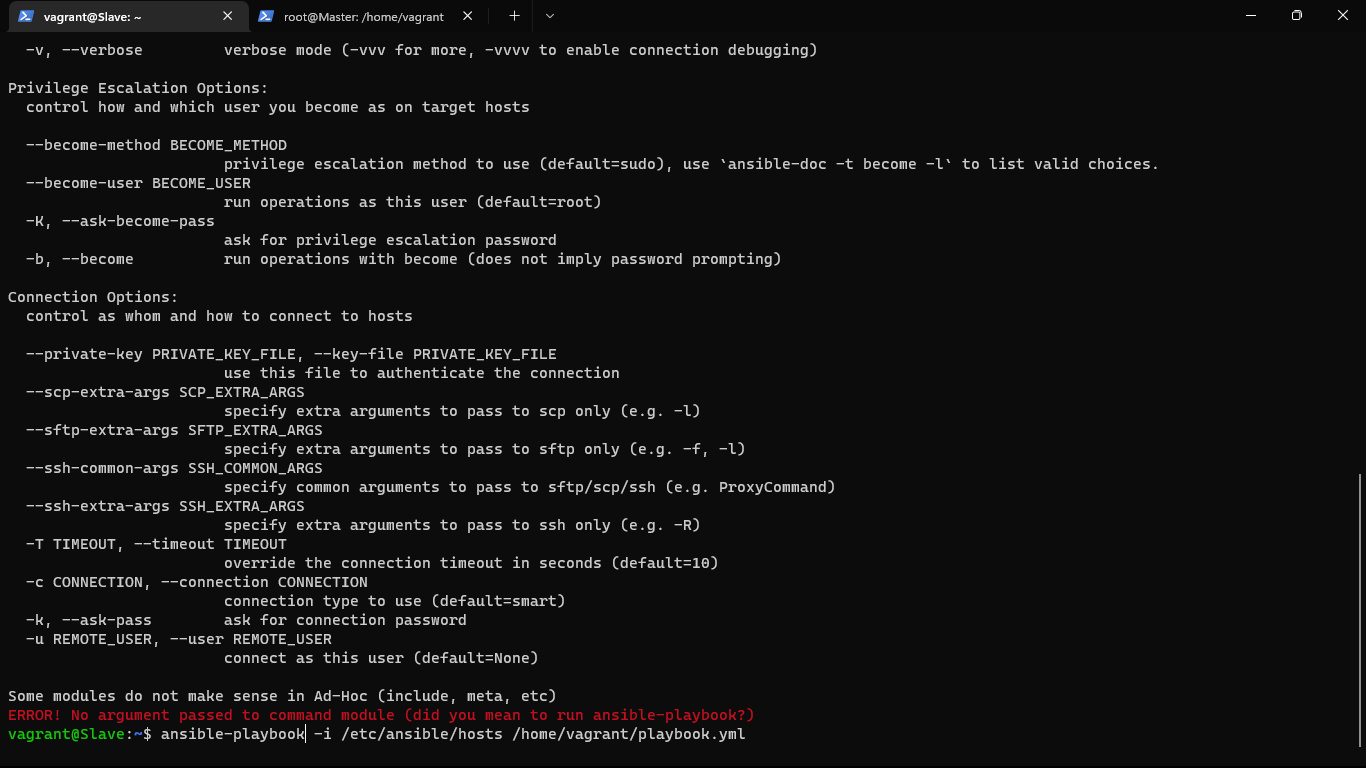 vagrant@Slave: ~
root@Master: /home/vagrant
-v, --verbose         verbose mode (-vvv for more, -vvvv to enable connection debugging)
Privilege Escalation Options:
control how and which user you become as on target hosts
--become-method BECOME_METHOD
privilege escalation method to use (default=sudo), use `ansible-doc -t become -l` to list valid choices.
--become-user BECOME_USER
run operations as this user (default=root)
-K, --ask-become-pass
ask for privilege escalation password
-b, --become          run operations with become (does not imply password prompting)
Connection Options:
control as whom and how to connect to hosts
--private-key PRIVATE_KEY_FILE, --key-file PRIVATE_KEY_FILE
use this file to authenticate the connection
--scp-extra-args SCP_EXTRA_ARGS
specify extra arguments to pass to scp only (e.g. -l)
--sftp-extra-args SFTP_EXTRA_ARGS
specify extra arguments to pass to sftp only (e.g. -f, -l)
--ssh-common-args SSH_COMMON_ARGS
specify common arguments to pass to sftp/scp/ssh (e.g. ProxyCommand)
--ssh-extra-args SSH_EXTRA_ARGS
specify extra arguments to pass to ssh only (e.g. -R)
-T TIMEOUT, --timeout TIMEOUT
override the connection timeout in seconds (default=10)
-c CONNECTION, --connection CONNECTION
connection type to use (default=smart)
-k, --ask-pass        ask for connection password
-u REMOTE_USER, --user REMOTE_USER
connect as this user (default=None)
Some modules do not make sense in Ad-Hoc (include, meta, etc)
ERROR! No argument passed to command module (did you mean to run ansible-playbook?)
vagrant@Slave:~$ ansible-playbook -i /etc/ansible/hosts /home/vagrant/playbook.yml